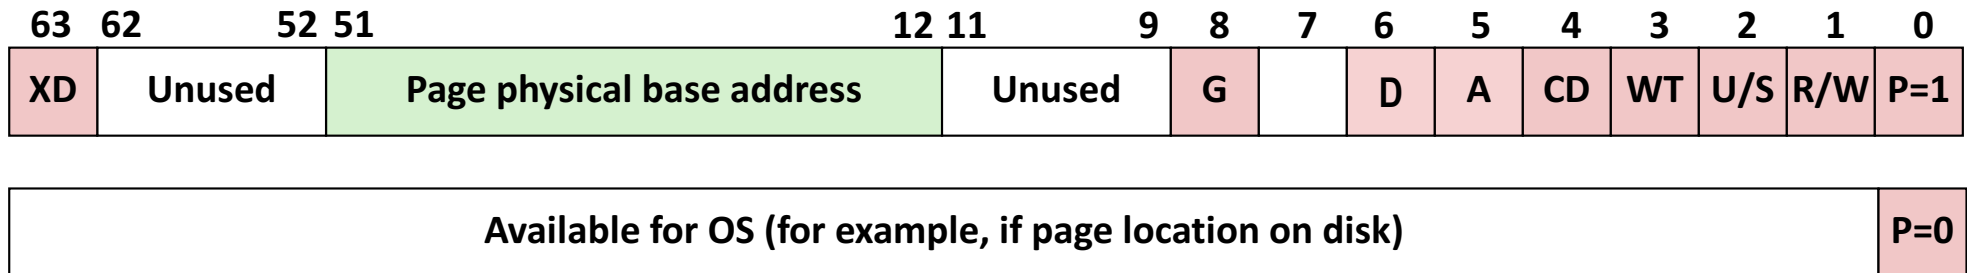 63 62 52 51 12 11 9 8 7 6 5 4 3 2 1 0
XD Unused Page physical base address Unused G D A CD WT U/S R/W P=1
Available for OS (for example, if page location on disk) P=0